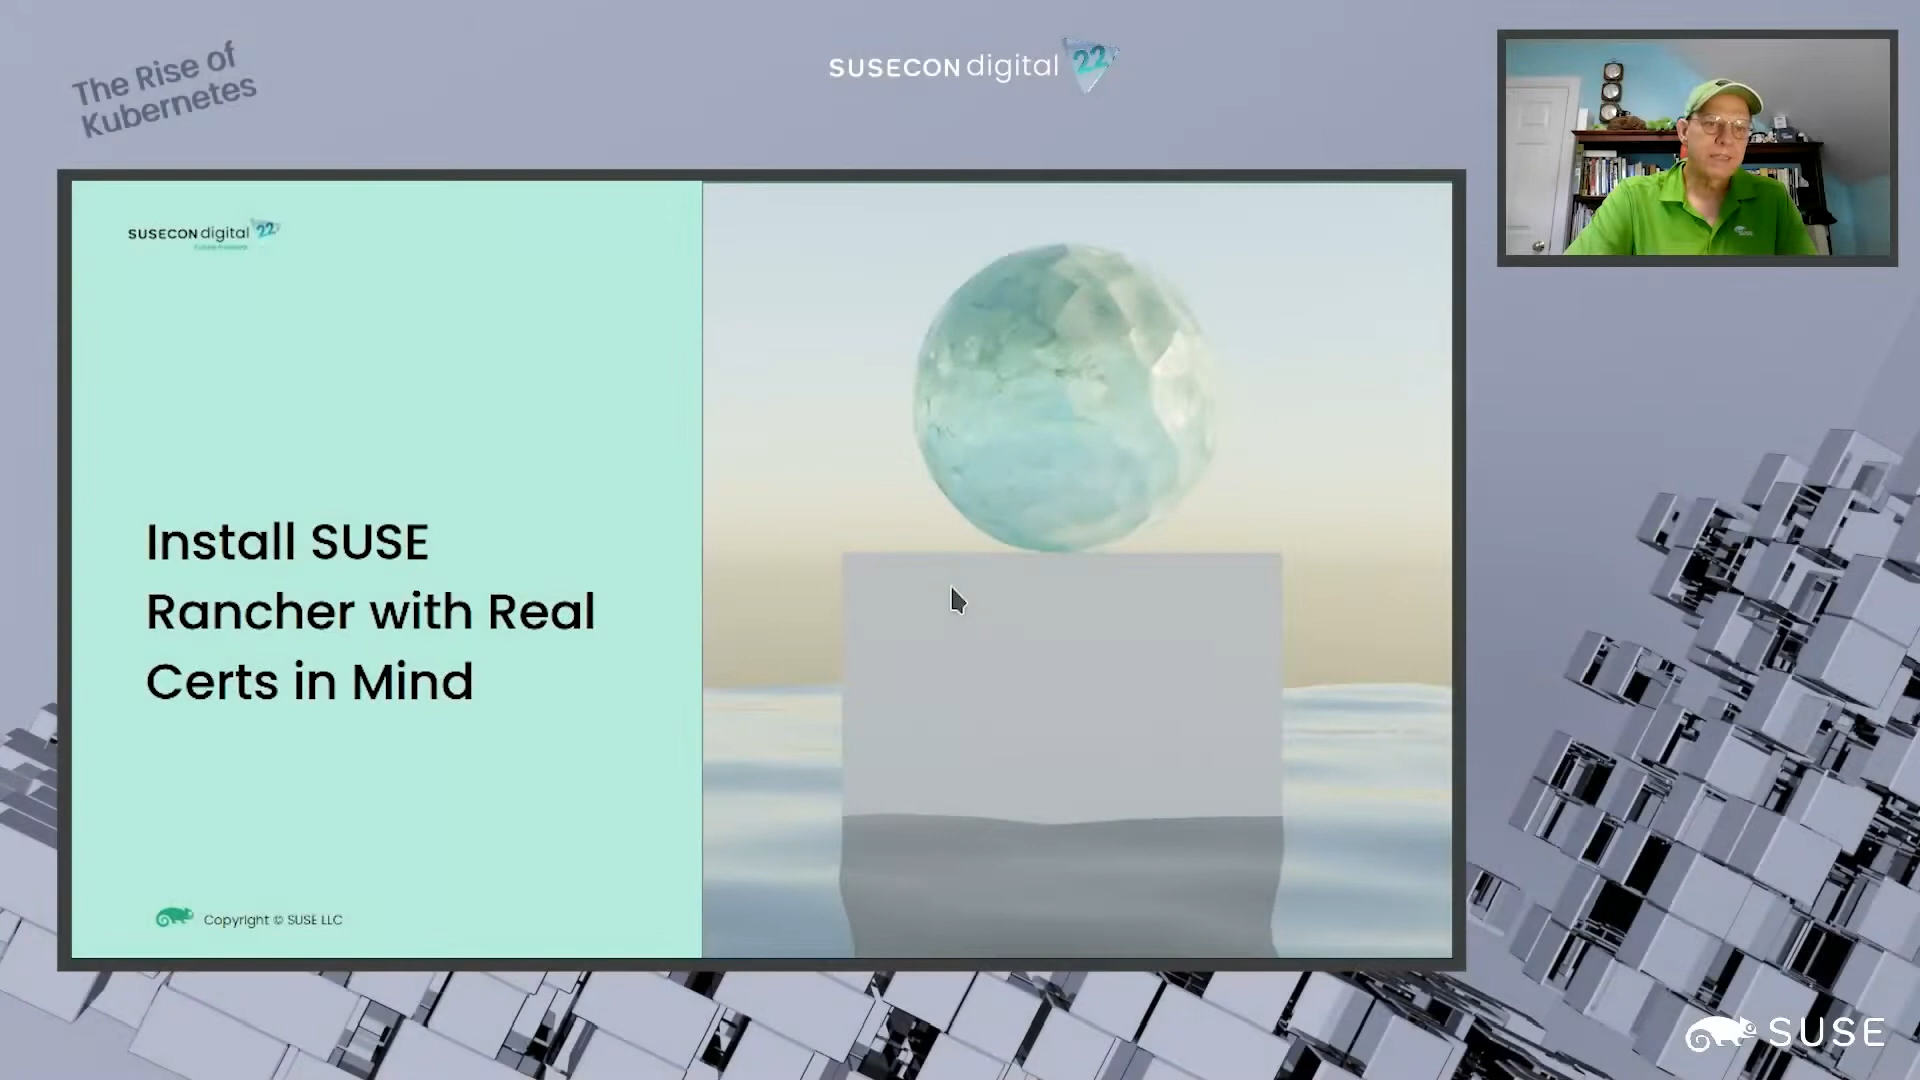 The Rise of
Kubernetes
SUSECON digital 22
SUSECON digital 22
Install SUSE
Rancher with Real
Certs in Mind
Copyright © SUSE LLC
SUSE